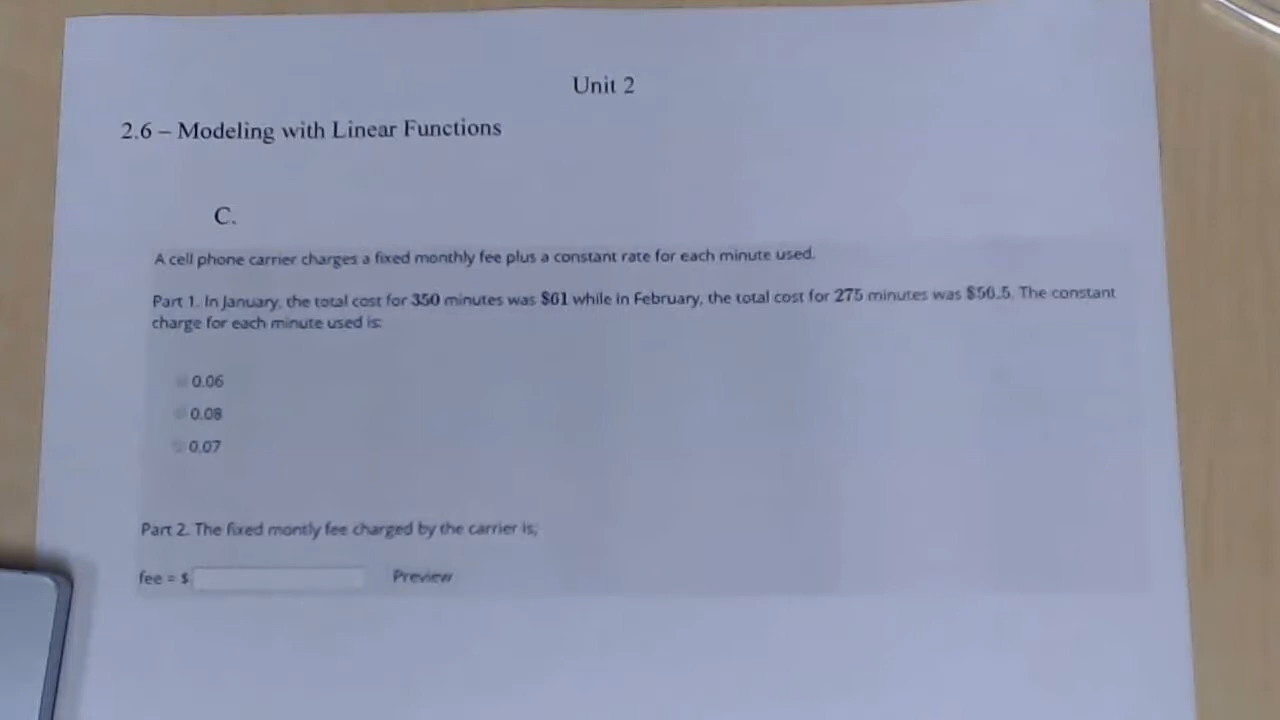 Unit 2
2.6 – Modeling with Linear Functions
C.
A cell phone carrier charges a fixed monthly fee plus a constant rate for each minute used.
Part 1. In January, the total cost for 350 minutes was $61 while in February, the total cost for 275 minutes was $56.5. The constant
charge for each minute used is:
0.06
0.08
0.07
Part 2. The fixed montly fee charged by the carrier is;
fee = $
Preview